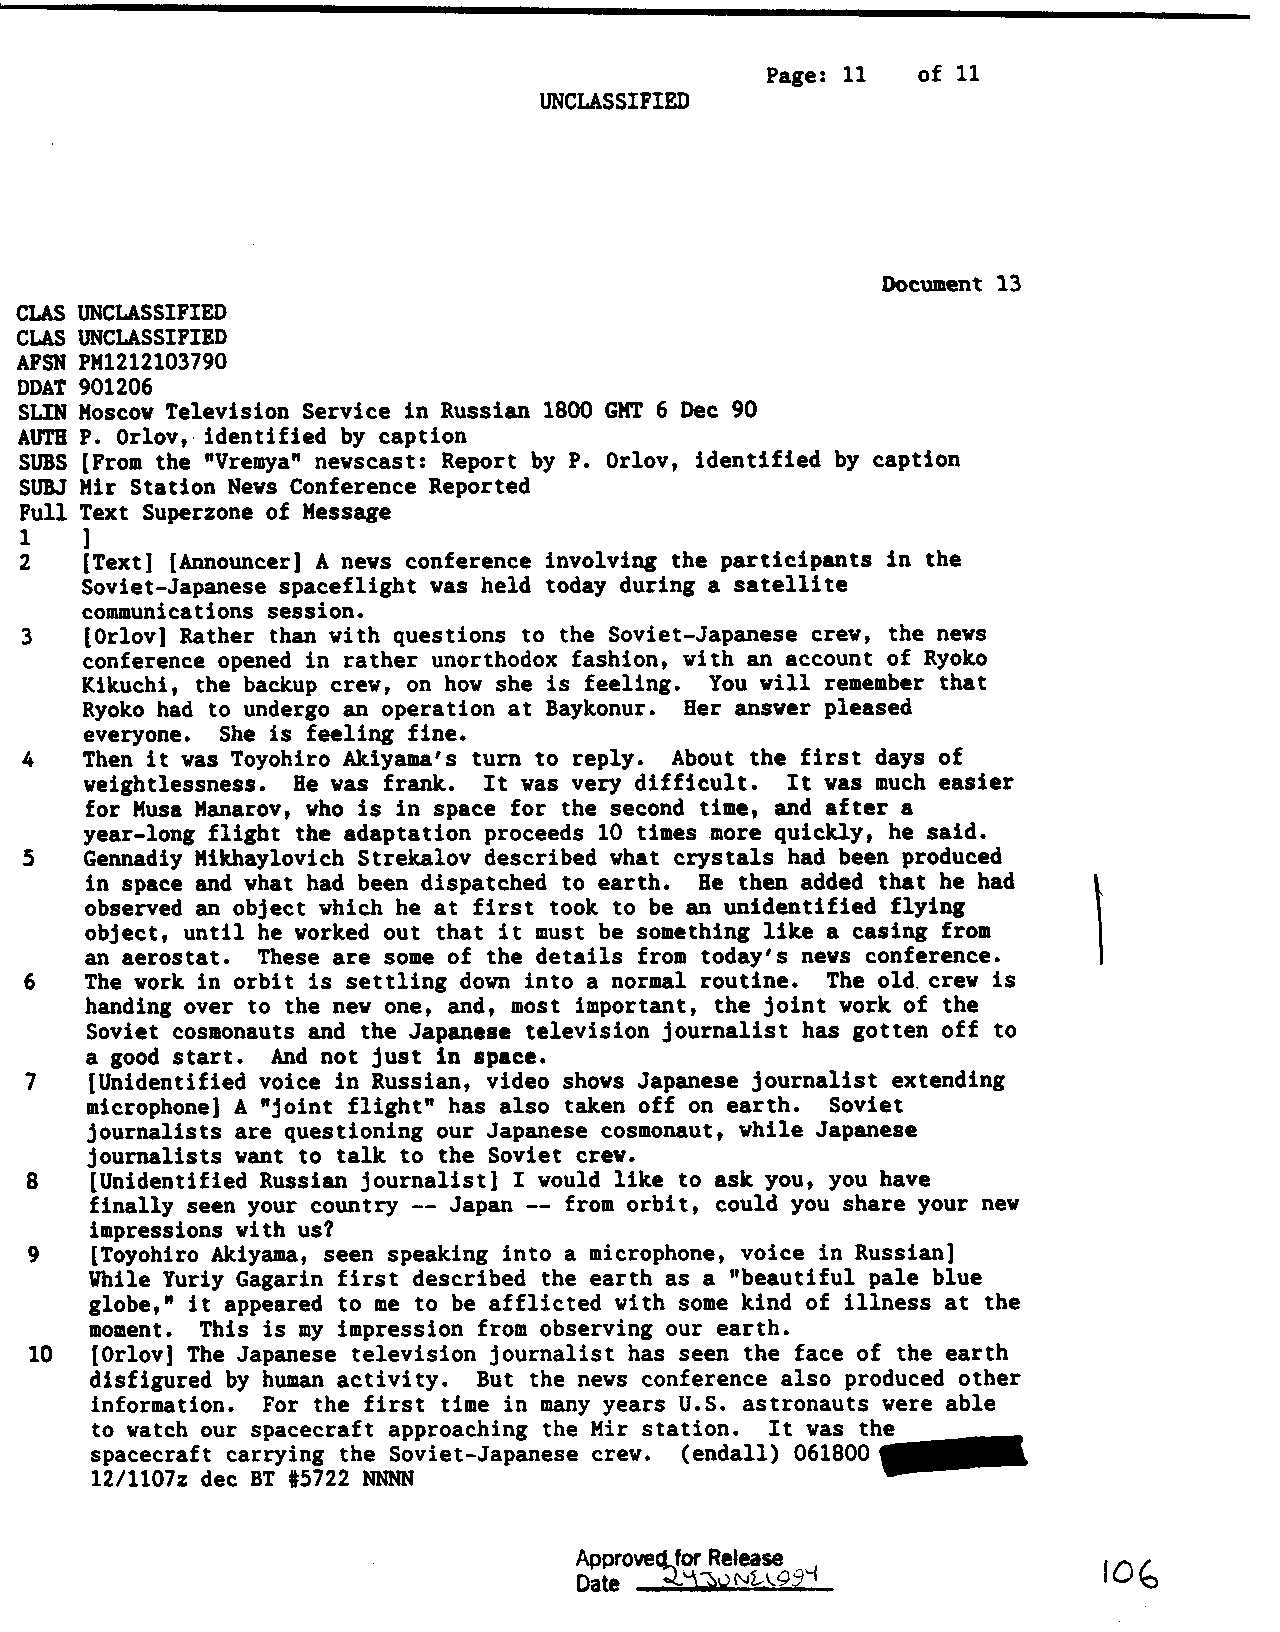 Page: 11 of 11
UNCLASSIFIED
Document 13
CLAS UNCLASSIFIED
CLAS UNCLASSIFIED
AFSN PM1212103790
DDAT 901206
SLIN Moscow Television Service in Russian 1800 GMT 6 Dec 90
AUTH P. Orlov, identified by caption
SUBS [From the "Vremya" newscast: Report by P. Orlov, identified by caption
SUBJ Mir Station News Conference Reported
Full Text Superzone of Message
1 ]
2 [Text] [Announcer] A news conference involving the participants in the
Soviet-Japanese spaceflight was held today during a satellite
communications session.
3 [Orlov] Rather than with questions to the Soviet-Japanese crew, the news
conference opened in rather unorthodox fashion, with an account of Ryoko
Kikuchi, the backup crew, on how she is feeling. You will remember that
Ryoko had to undergo an operation at Baykonur. Her answer pleased
everyone. She is feeling fine.
4 Then it was Toyohiro Akiyama's turn to reply. About the first days of
weightlessness. He was frank. It was very difficult. It was much easier
for Musa Manarov, who is in space for the second time, and after a
year-long flight the adaptation proceeds 10 times more quickly, he said.
5 Gennadiy Mikhaylovich Strekalov described what crystals had been produced
in space and what had been dispatched to earth. He then added that he had
observed an object which he at first took to be an unidentified flying
object, until he worked out that it must be something like a casing from
an aerostat. These are some of the details from today's news conference.
6 The work in orbit is settling down into a normal routine. The old crew is
handing over to the new one, and, most important, the joint work of the
Soviet cosmonauts and the Japanese television journalist has gotten off to
a good start. And not just in space.
7 [Unidentified voice in Russian, video shows Japanese journalist extending
microphone] A "joint flight" has also taken off on earth. Soviet
journalists are questioning our Japanese cosmonaut, while Japanese
journalists want to talk to the Soviet crew.
8 [Unidentified Russian journalist] I would like to ask you, you have
finally seen your country -- Japan -- from orbit, could you share your new
impressions with us?
9 [Toyohiro Akiyama, seen speaking into a microphone, voice in Russian]
While Yuriy Gagarin first described the earth as a "beautiful pale blue
globe," it appeared to me to be afflicted with some kind of illness at the
moment. This is my impression from observing our earth.
10 [Orlov] The Japanese television journalist has seen the face of the earth
disfigured by human activity. But the news conference also produced other
information. For the first time in many years U.S. astronauts were able
to watch our spacecraft approaching the Mir station. It was the
spacecraft carrying the Soviet-Japanese crew. (endall) 061800
12/1107z dec BT #5722 NNNN
Approved for Release
Date 24 JUNE 1994
106